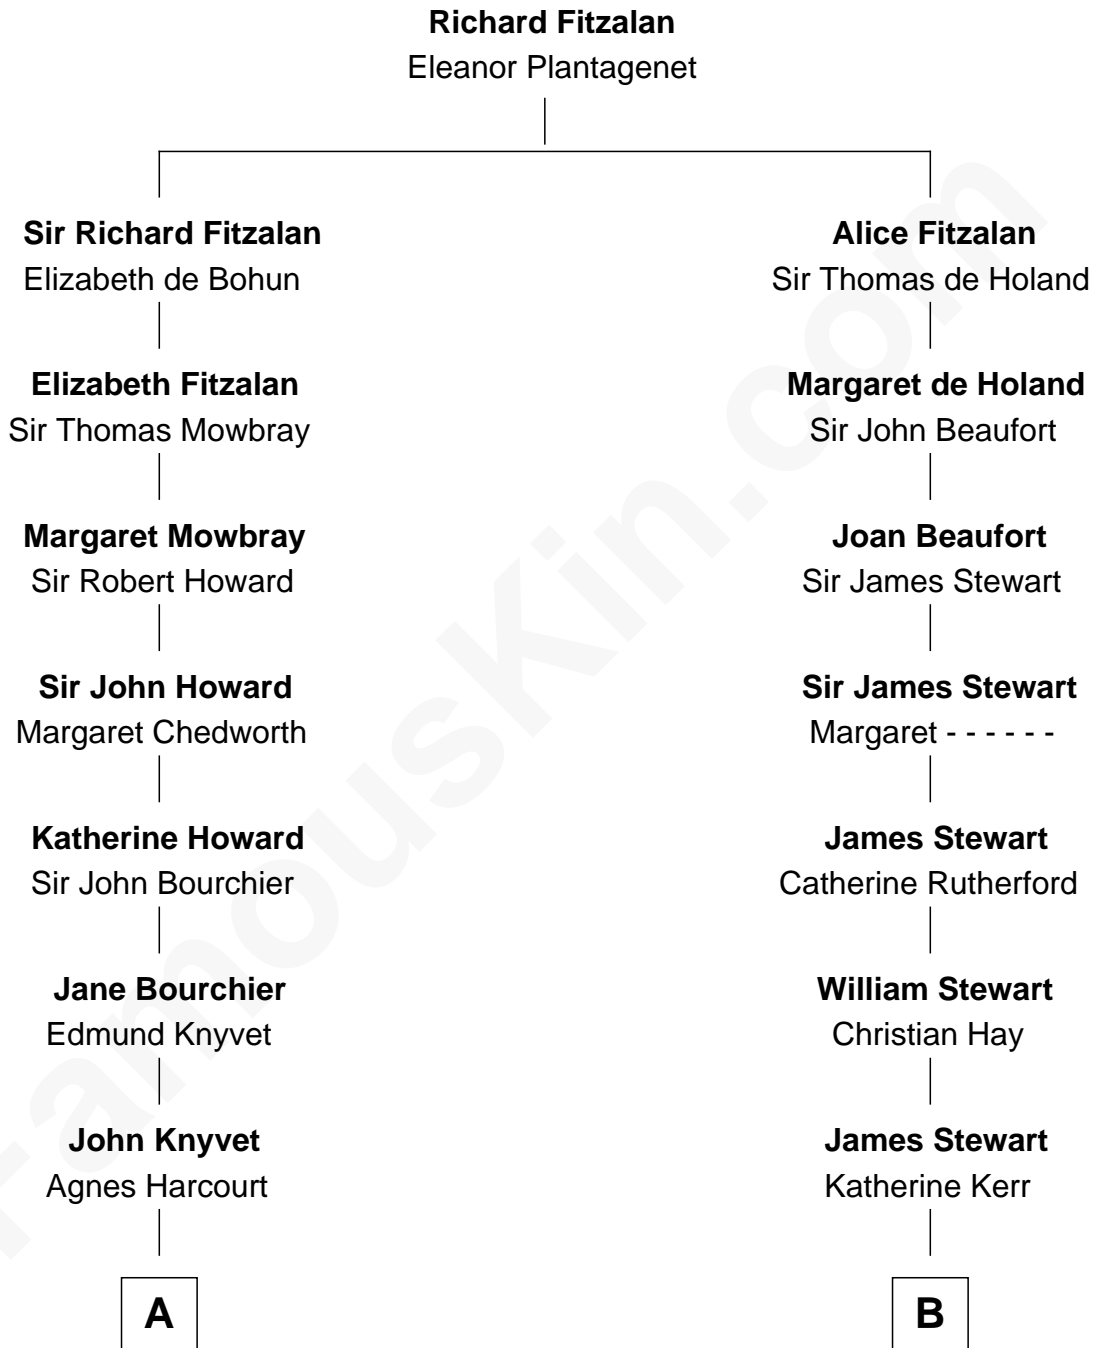 Richard Fitzalan
Eleanor Plantagenet
Sir Richard Fitzalan
Elizabeth de Bohun
Alice Fitzalan
Sir Thomas de Holand
Elizabeth Fitzalan
Sir Thomas Mowbray
Margaret de Holand
Sir John Beaufort
Margaret Mowbray
Sir Robert Howard
Joan Beaufort
Sir James Stewart
Sir John Howard
Margaret Chedworth
Sir James Stewart
Margaret - - - - - -
Katherine Howard
Sir John Bourchier
James Stewart
Catherine Rutherford
Jane Bourchier
Edmund Knyvet
William Stewart
Christian Hay
John Knyvet
Agnes Harcourt
James Stewart
Katherine Kerr
A
B
FamousKin.com